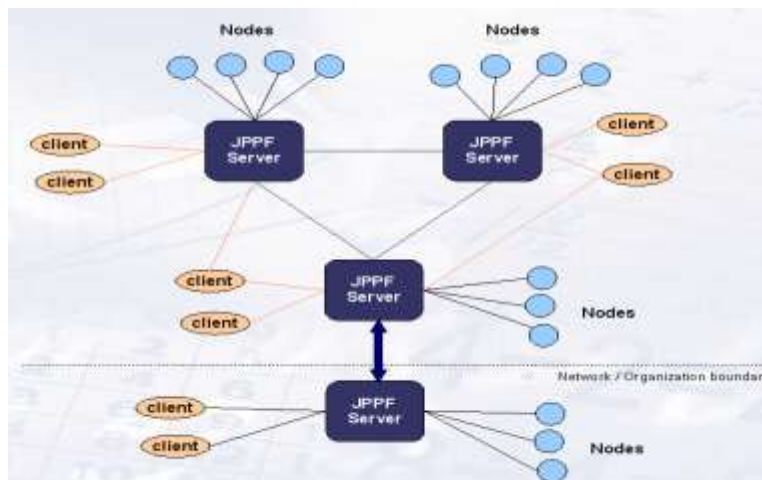 Nodes
Nodes
JPPF
Server
JPPF
Server
client
client
client
client
client
JPPF
Server
client
Nodes
Network / Organization boundar
JPPF
Server
client
client
Nodes